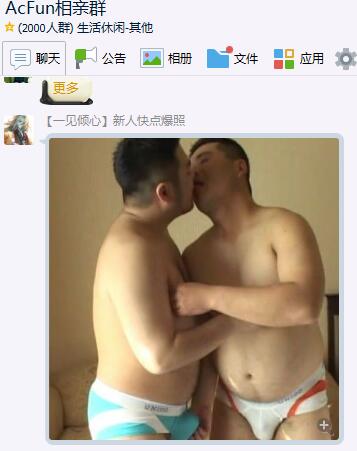 AcFun相亲群
(2000人群) 生活休闲-其他
聊天 公告 相册 文件 应用
更多
【一见倾心】新人快点爆照